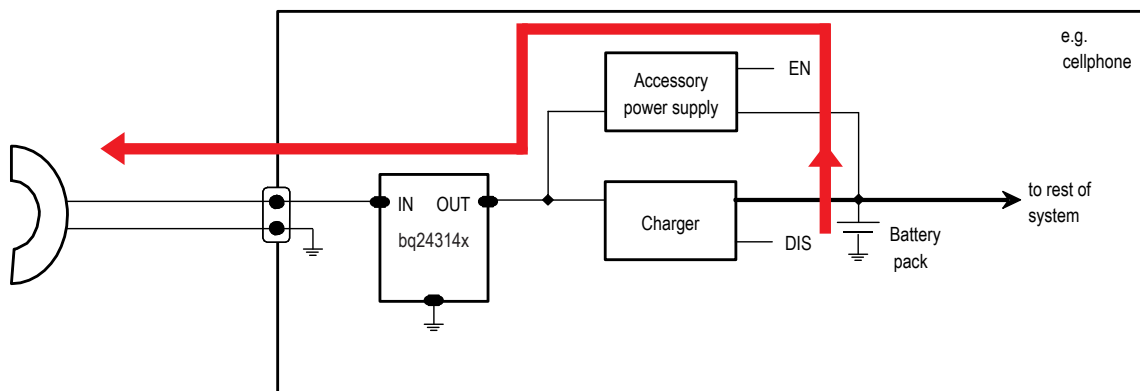 e.g.
cellphone
Accessory
power supply
EN
IN OUT
bq24314x
Charger
DIS
to rest of
system
Battery
pack